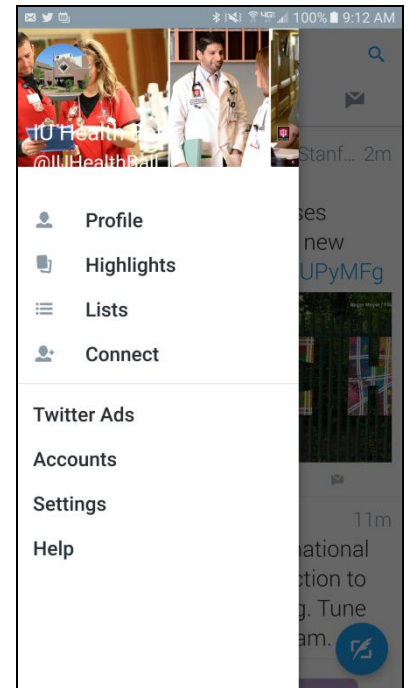 100% 9:12 AM
IU Health Ball
@IUHealthBall
Stanf... 2m
ses
new
UPyMFg
Profile
Highlights
Lists
Connect
Twitter Ads
Accounts
Settings
Help
11m
ational
ction to
g. Tune
am.